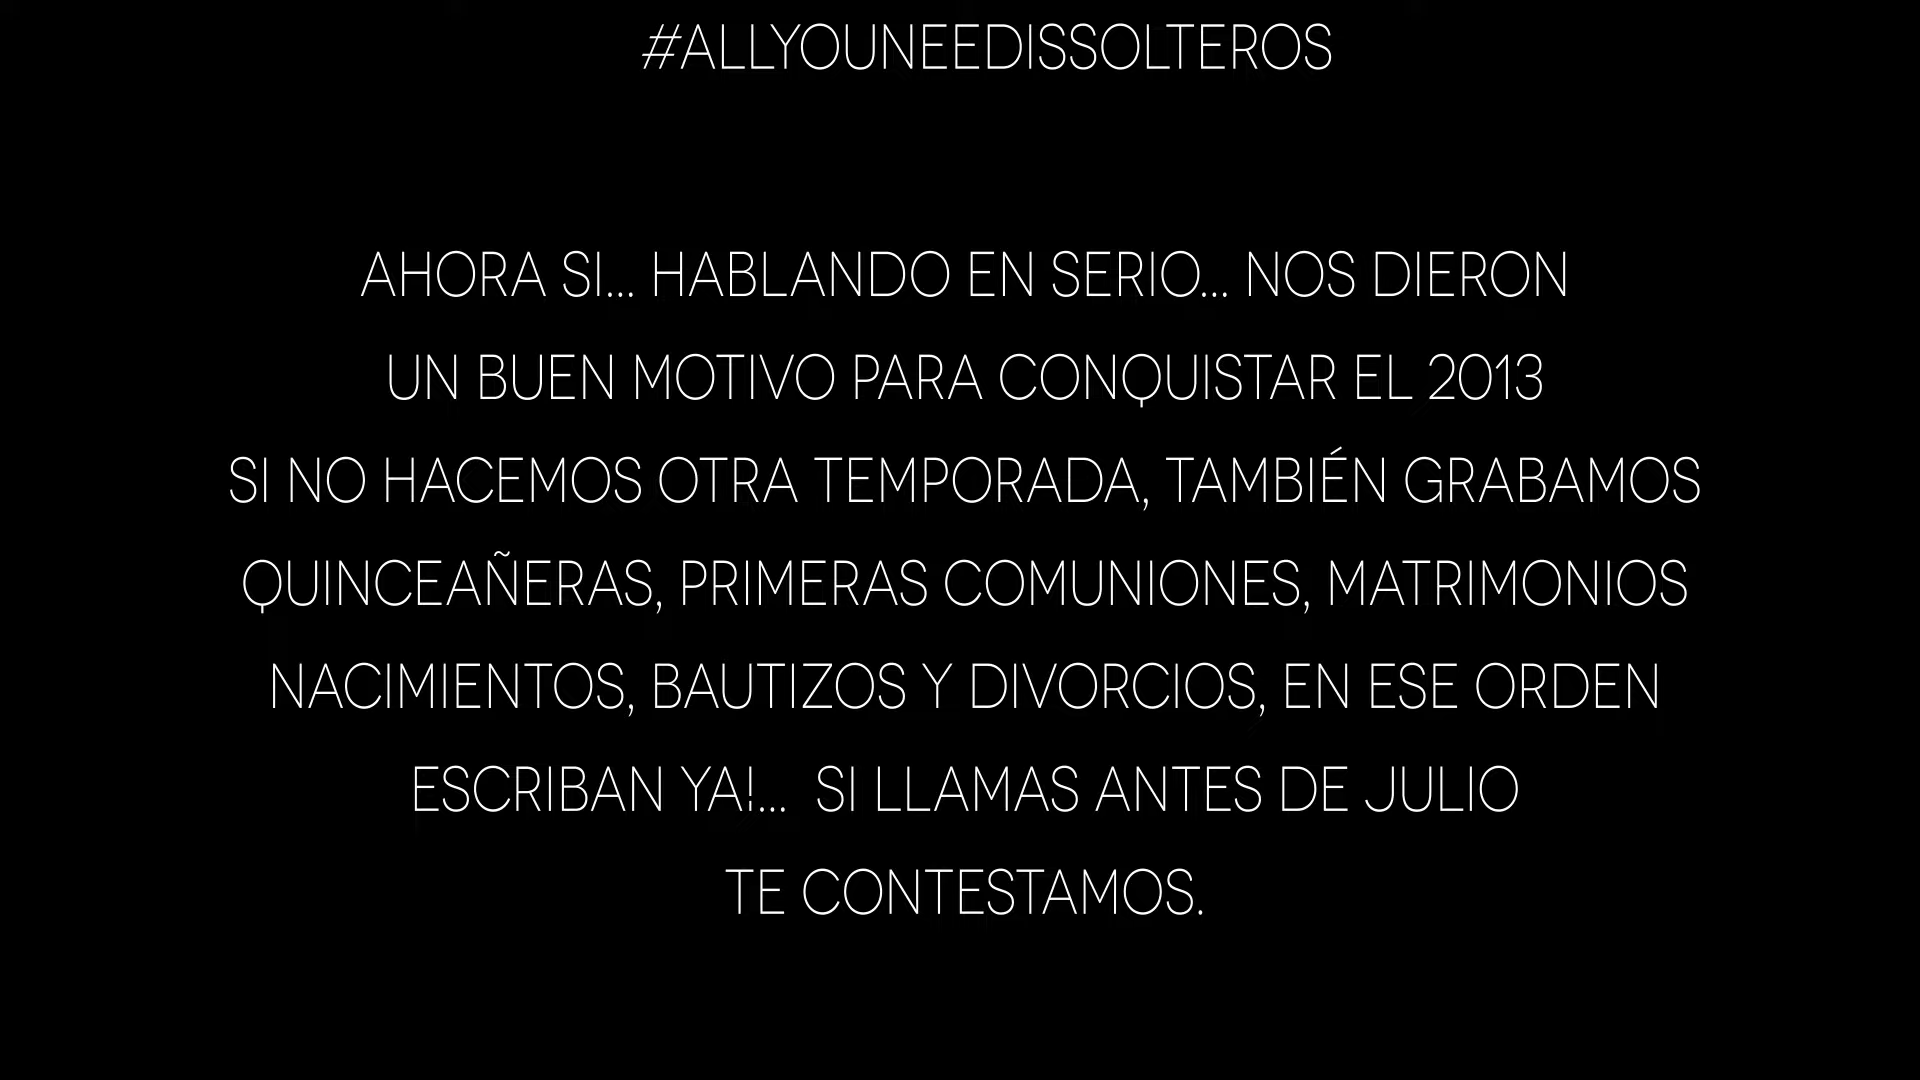 #ALLYOUNEEDISSOLTEROS
AHORA SI... HABLANDO EN SERIO... NOS DIERON
UN BUEN MOTIVO PARA CONQUISTAR EL 2013
SI NO HACEMOS OTRA TEMPORADA, TAMBIÉN GRABAMOS
QUINCEAÑERAS, PRIMERAS COMUNIONES, MATRIMONIOS
NACIMIENTOS, BAUTIZOS Y DIVORCIOS, EN ESE ORDEN
ESCRIBAN YA!...  SI LLAMAS ANTES DE JULIO
TE CONTESTAMOS.